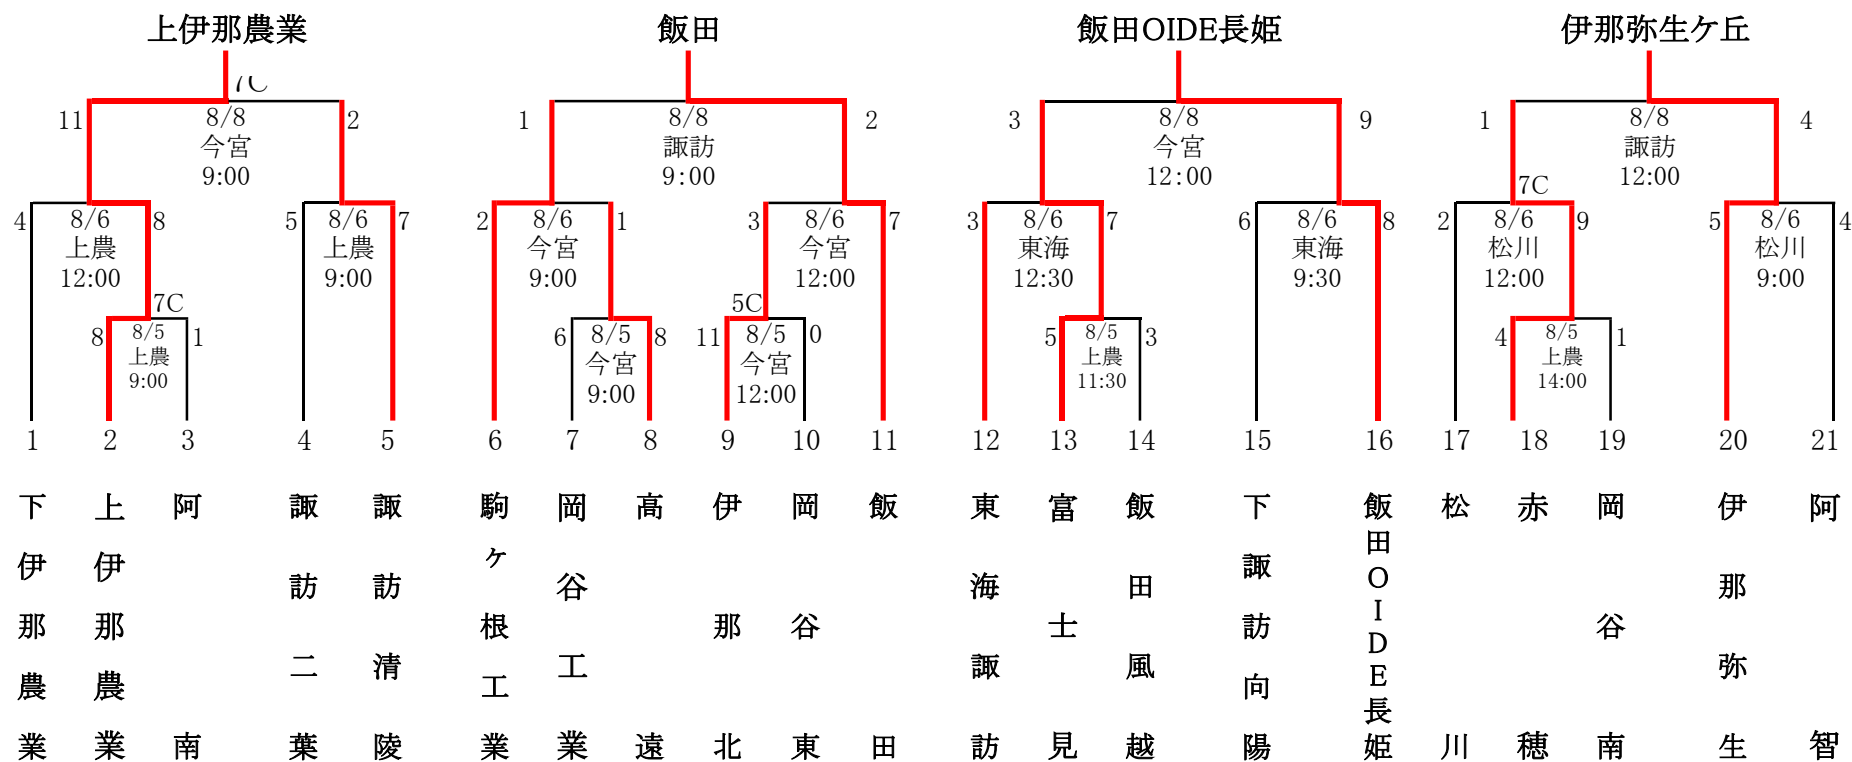 上伊那農業 飯田 飯田OIDE長姫 伊那弥生ケ丘
7C
11 8/8 2 1 8/8 2 3 8/8 9 1 8/8 4
今宮 諏訪 今宮 諏訪
9:00 9:00 12:00 12:00
7C
4 8/6 8 5 8/6 7 2 8/6 1 3 8/6 7 3 8/6 7 6 8/6 8 2 8/6 9 5 8/6 4
上農 上農 今宮 今宮 東海 東海 松川 松川
12:00 9:00 9:00 12:00 12:30 9:30 12:00 9:00
7C 5C
8 8/5 1 6 8/5 8 11 8/5 0 5 8/5 3 4 8/5 1
上農 今宮 今宮 上農 上農
9:00 9:00 12:00 11:30 14:00
1 2 3 4 5 6 7 8 9 10 11 12 13 14 15 16 17 18 19 20 21
下伊那農業
上伊那農業
阿南
諏訪二葉
諏訪清陵
駒ヶ根工業
岡谷工業
高遠
伊那北
岡谷東
飯田
東海諏訪
富士見
飯田風越
下諏訪向陽
飯田OIDE長姫
松川
赤穂
岡谷南
伊那弥生
阿智